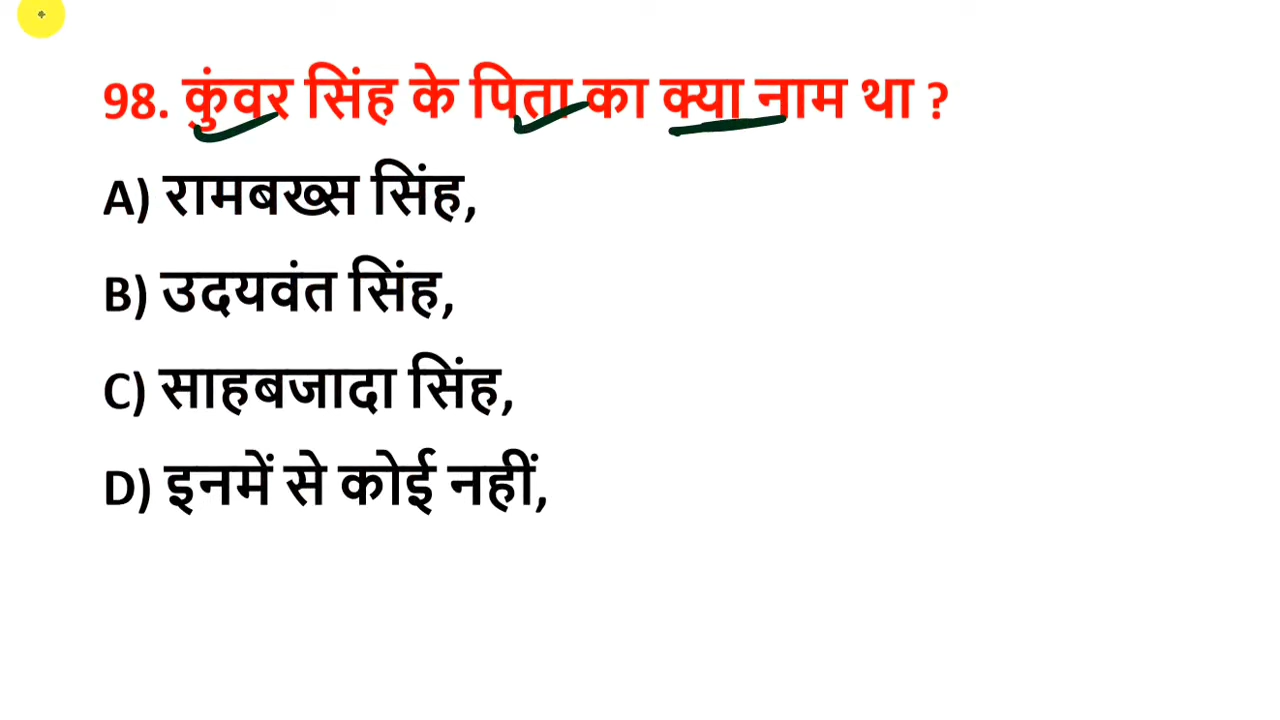 98. कुंवर सिंह के पिता का क्या नाम था ?
A) रामबख्स सिंह,
B) उदयवंत सिंह,
C) साहबजादा सिंह,
D) इनमें से कोई नहीं,